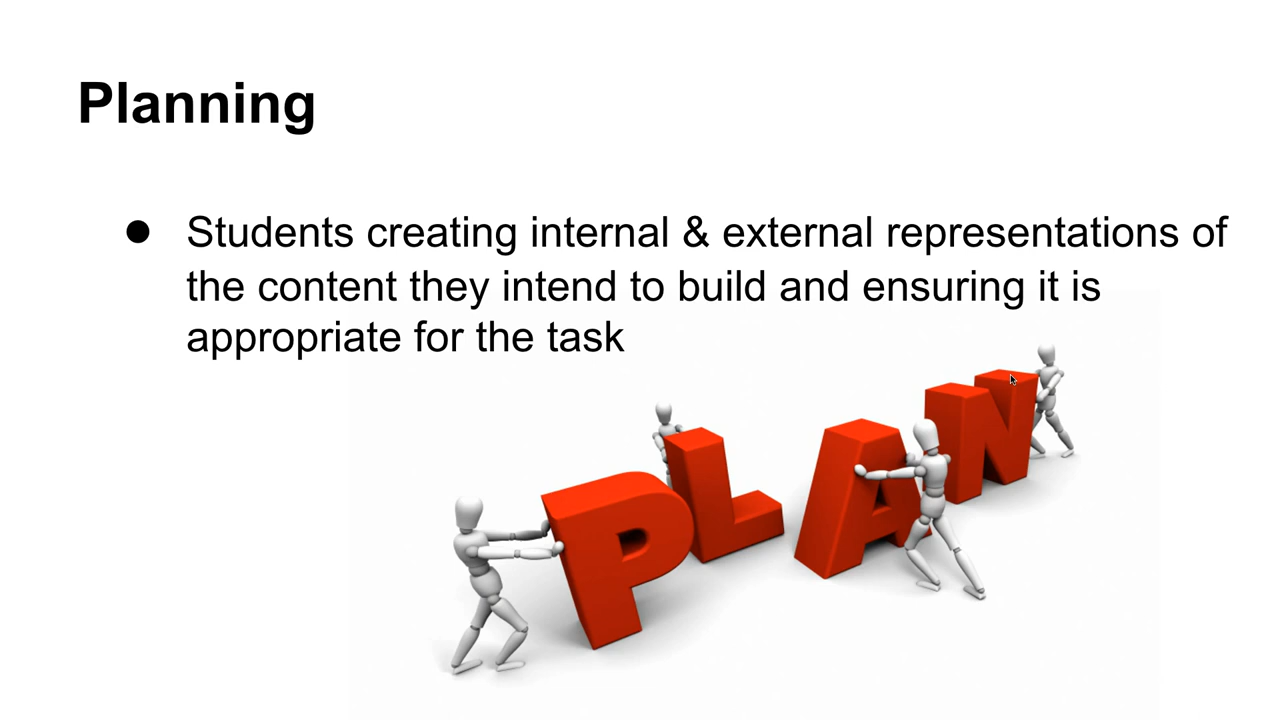 Planning
● Students creating internal & external representations of
the content they intend to build and ensuring it is
appropriate for the task
PLAN